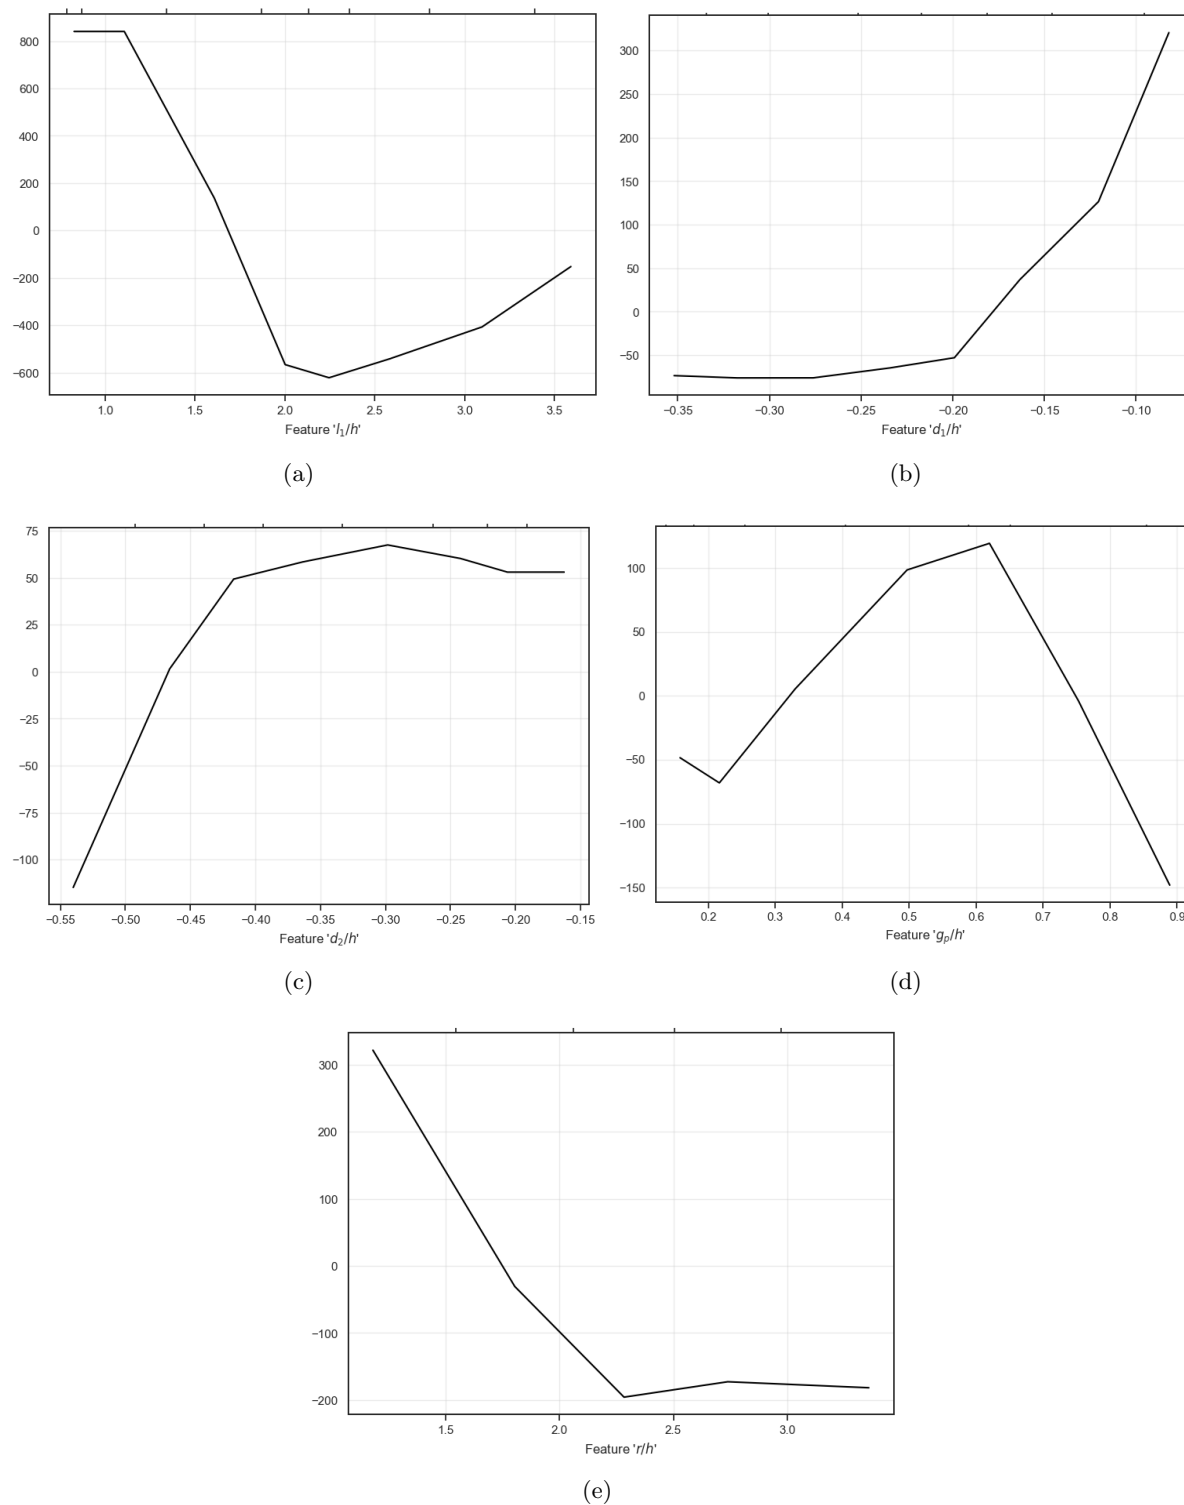 800
600
400
200
0
−200
−400
−600
1.0 1.5 2.0 2.5 3.0 3.5
Feature 'l₁/h'
(a)
300
250
200
150
100
50
0
−50
−0.35 −0.30 −0.25 −0.20 −0.15 −0.10
Feature 'd₁/h'
(b)
75
50
25
0
−25
−50
−75
−100
−0.55 −0.50 −0.45 −0.40 −0.35 −0.30 −0.25 −0.20 −0.15
Feature 'd₂/h'
(c)
100
50
0
−50
−100
−150
0.2 0.3 0.4 0.5 0.6 0.7 0.8 0.9
Feature 'gₚ/h'
(d)
300
200
100
0
−100
−200
1.5 2.0 2.5 3.0
Feature 'r/h'
(e)